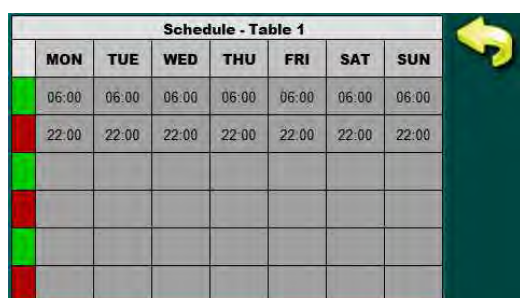 Schedule - Table 1
MON TUE WED THU FRI SAT SUN
06:00 06:00 06:00 06:00 06:00 06:00 06:00
22:00 22:00 22:00 22:00 22:00 22:00 22:00